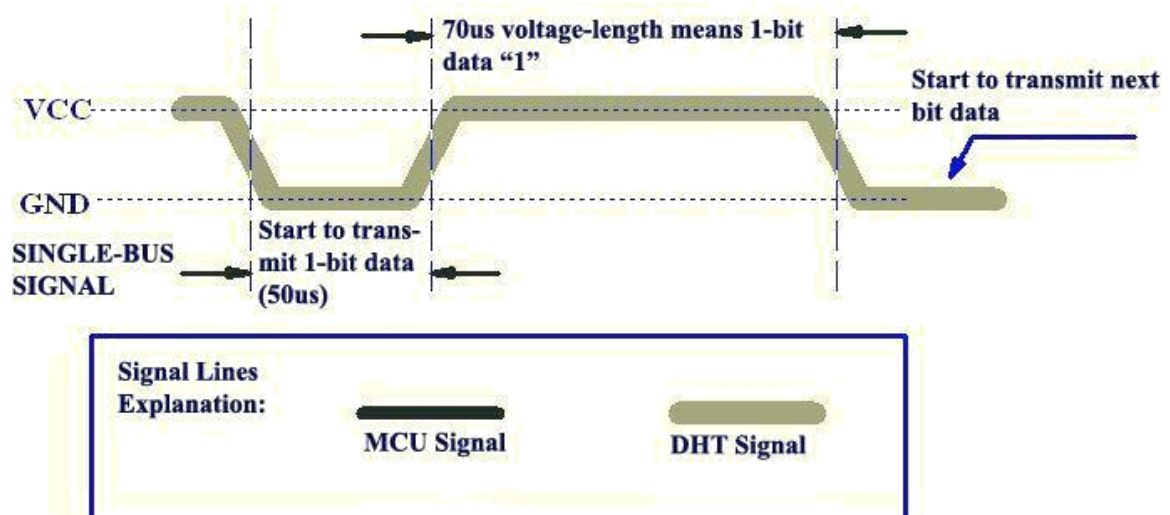 70us voltage-length means 1-bit
data “1”
Start to transmit next
bit data
VCC
GND
SINGLE-BUS
SIGNAL
Start to trans-
mit 1-bit data
(50us)
Signal Lines
Explanation:
MCU Signal
DHT Signal